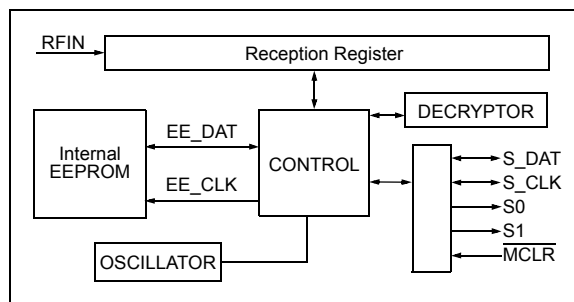 RFIN
Reception Register
DECRYPTOR
EE_DAT
Internal
EEPROM
CONTROL
EE_CLK
S_DAT
S_CLK
S0
S1
MCLR
OSCILLATOR